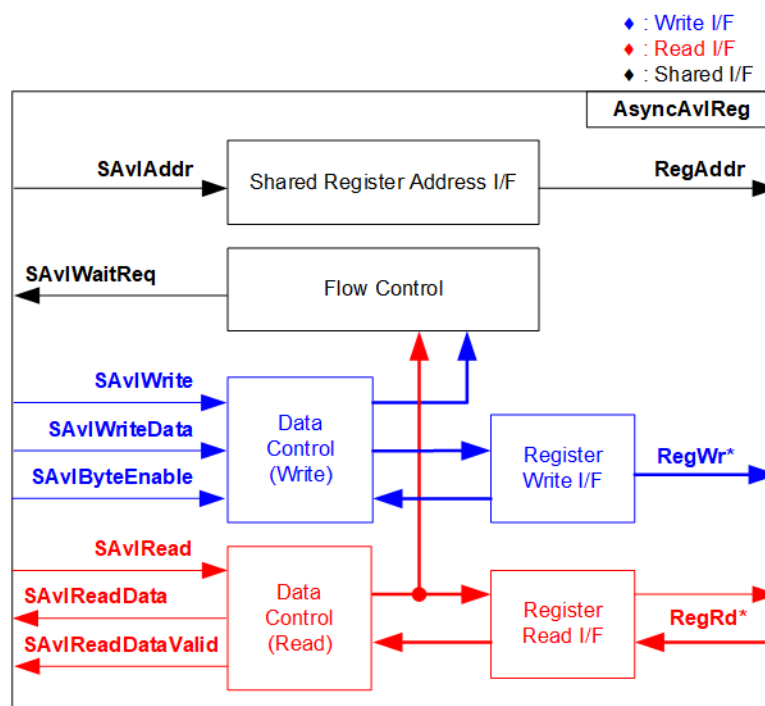 ♦ : Write I/F
♦ : Read I/F
♦ : Shared I/F
AsyncAvlReg
SAvlAddr
Shared Register Address I/F
RegAddr
SAvlWaitReq
Flow Control
SAvlWrite
SAvlWriteData
SAvlByteEnable
Data
Control
(Write)
Register
Write I/F
RegWr*
SAvlRead
SAvlReadData
SAvlReadDataValid
Data
Control
(Read)
Register
Read I/F
RegRd*